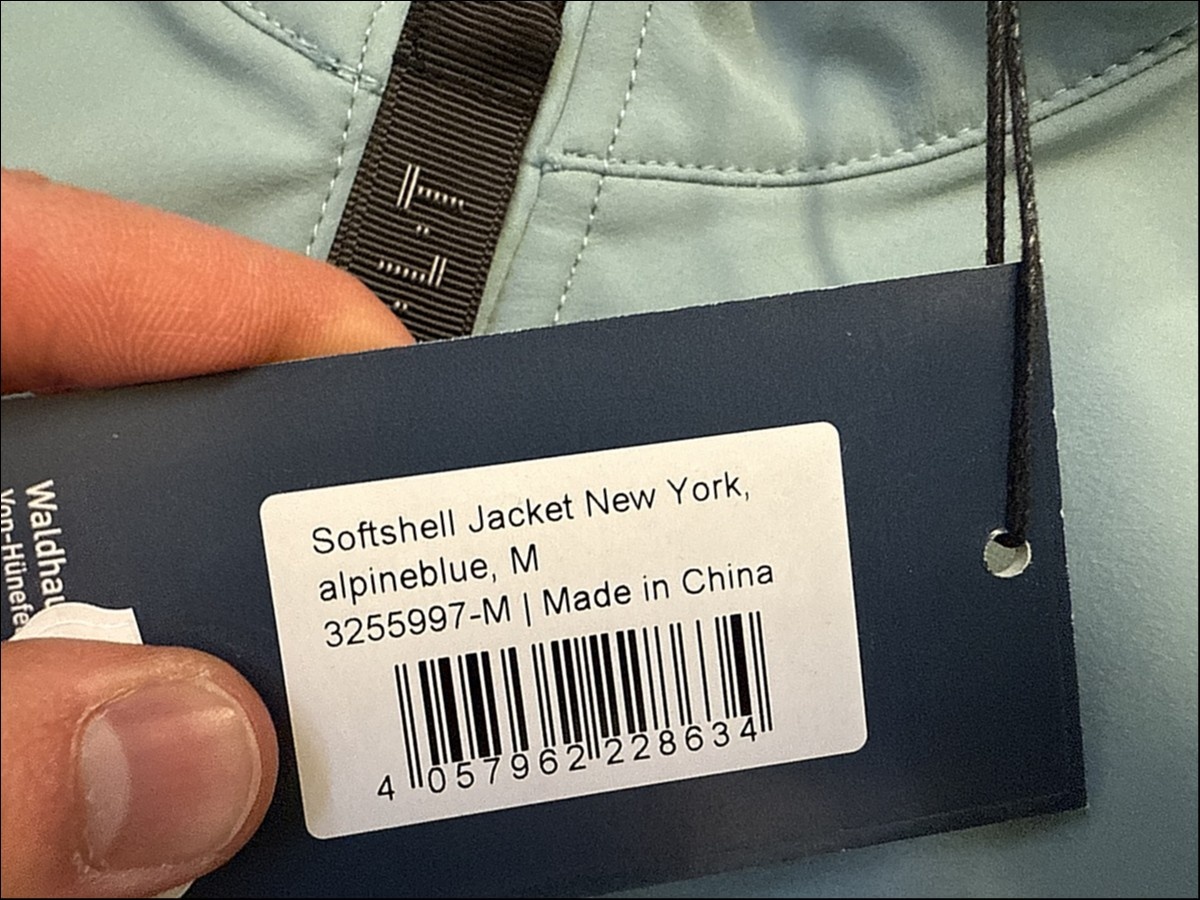 Softshell Jacket New York,
alpineblue, M
3255997-M | Made in China
4 057962 228634